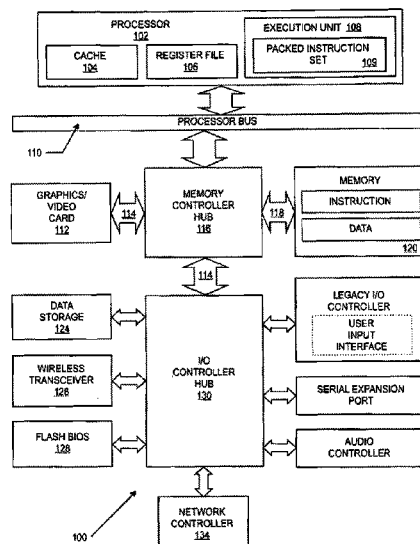 PROCESSOR
102
CACHE
104
REGISTER FILE
106
EXECUTION UNIT 108
PACKED INSTRUCTION
SET
109
PROCESSOR BUS
110
GRAPHICS/
VIDEO
CARD
112
114
MEMORY
CONTROLLER
HUB
116
118
MEMORY
INSTRUCTION
DATA
120
114
DATA
STORAGE
124
WIRELESS
TRANSCEIVER
126
FLASH BIOS
128
I/O
CONTROLLER
HUB
130
LEGACY I/O
CONTROLLER
USER
INPUT
INTERFACE
SERIAL EXPANSION
PORT
AUDIO
CONTROLLER
100
NETWORK
CONTROLLER
134